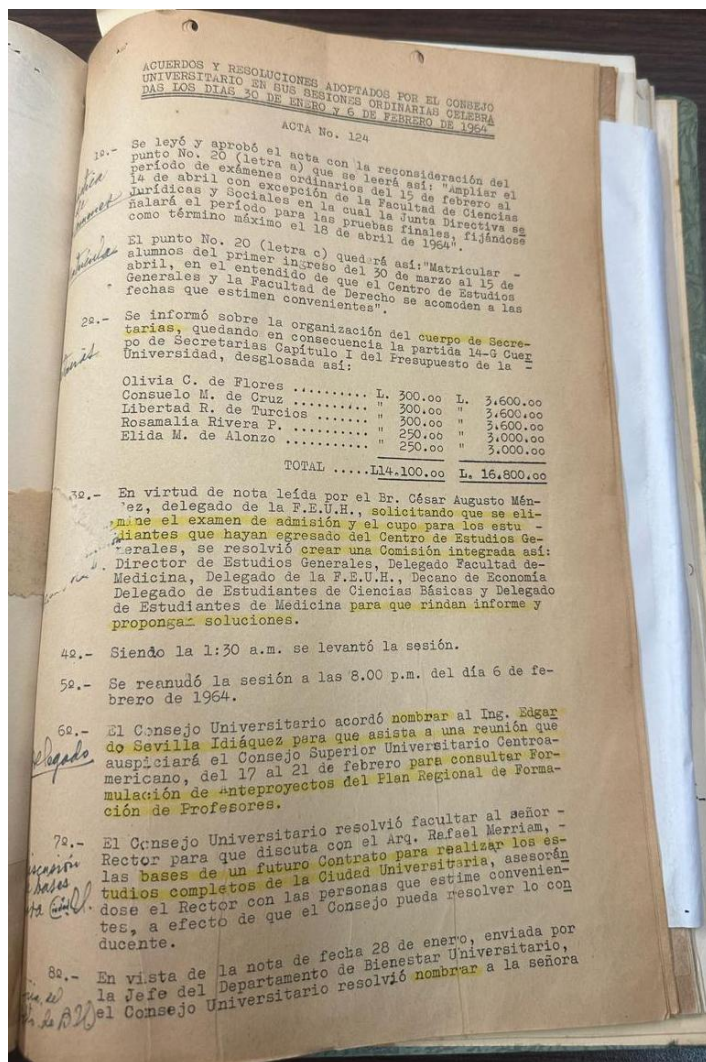 ACUERDOS Y RESOLUCIONES ADOPTADOS POR EL CONSEJO
UNIVERSITARIO EN SUS SESIONES ORDINARIAS CELEBRA
DAS LOS DIAS 30 DE ENERO y 6 DE FEBRERO DE 1964
ACTA No. 124
1º.- Se leyó y aprobó el acta con la reconsideración del
punto No. 20 (letra a) que se leerá así: "Ampliar el
período de exámenes ordinarios del 15 de febrero al
14 de abril con excepción de la Facultad de Ciencias
Jurídicas y Sociales en la cual la Junta Directiva se
ñalará el período para las pruebas finales, fijándose
como término máximo el 18 de abril de 1964".
El punto No. 20 (letra c) quedará así:"Matricular -
alumnos del primer ingreso del 30 de marzo al 15 de
abril, en el entendido de que el Centro de Estudios
Generales y la Facultad de Derecho se acomoden a las
fechas que estimen convenientes".
2º.- Se informó sobre la organización del cuerpo de Secre-
tarias, quedando en consecuencia la partida 14-G Cuer
po de Secretarias Capítulo I del Presupuesto de la -
Universidad, desglosada así:
Olivia C. de Flores .......... L. 300.00 L. 3.600.00
Consuelo M. de Cruz .......... " 300.00 " 3.600.00
Libertad R. de Turcios ....... " 300.00 " 3.600.00
Rosamalia Rivera P. .......... " 250.00 " 3.000.00
Elida M. de Alonzo ........... " 250.00 " 3.000.00
TOTAL .....L14.100.00 L. 16.800.00
3º.- En virtud de nota leída por el Br. César Augusto Mén-
dez, delegado de la F.E.U.H., solicitando que se eli-
mine el examen de admisión y el cupo para los estu -
diantes que hayan egresado del Centro de Estudios Ge-
nerales, se resolvió crear una Comisión integrada así:
Director de Estudios Generales, Delegado Facultad de-
Medicina, Delegado de la F.E.U.H., Decano de Economía
Delegado de Estudiantes de Ciencias Básicas y Delegado
de Estudiantes de Medicina para que rindan informe y
propongan soluciones.
4º.- Siendo la 1:30 a.m. se levantó la sesión.
5º.- Se reanudó la sesión a las 8.00 p.m. del día 6 de fe-
brero de 1964.
6º.- El Consejo Universitario acordó nombrar al Ing. Edgar
do Sevilla Idiáquez para que asista a una reunión que
auspiciará el Consejo Superior Universitario Centroa-
mericano, del 17 al 21 de febrero para consultar For-
mulación de Anteproyectos del Plan Regional de Forma-
ción de Profesores.
7º.- El Consejo Universitario resolvió facultar al señor -
Rector para que discuta con el Arq. Rafael Merriam, -
las bases de un futuro Contrato para realizar los es-
tudios completos de la Ciudad Universitaria, asesorán
dose el Rector con las personas que estime convenien-
tes, a efecto de que el Consejo pueda resolver lo con
ducente.
8º.- En vista de la nota de fecha 28 de enero, enviada por
la Jefe del Departamento de Bienestar Universitario,
el Consejo Universitario resolvió nombrar a la señora